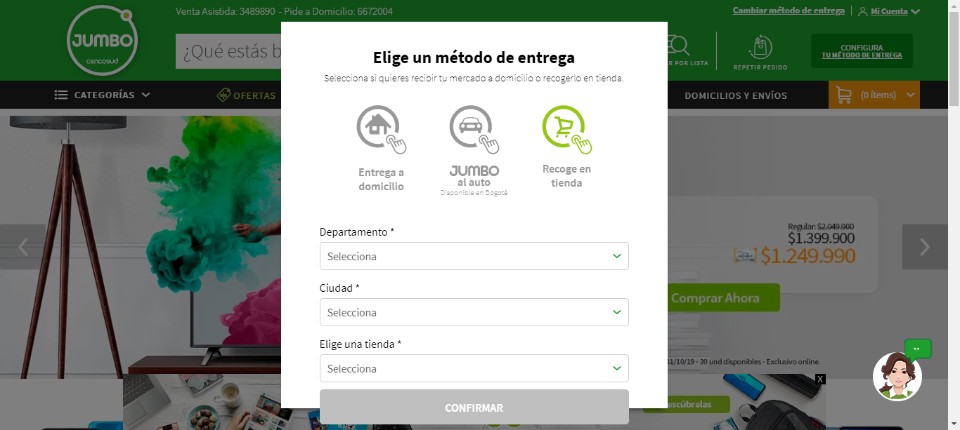 Venta Asistida: 3489890 - Pide a Domicilio: 6672004
Cambiar método de entrega
Mi Cuenta
JUMBO
cencosud
¿Qué estás b
R POR LISTA
REPETIR PEDIDO
CONFIGURA
TU MÉTODO DE ENTREGA
CATEGORÍAS
OFERTAS
DOMICILIOS Y ENVÍOS
(0 ítems)
Elige un método de entrega
Selecciona si quieres recibir tu mercado a domicilio o recogerlo en tienda.
Entrega a
domicilio
JUMBO
al auto
Disponible en Bogotá
Recoge en
tienda
Departamento *
Selecciona
Ciudad *
Selecciona
Elige una tienda *
Selecciona
CONFIRMAR
Regular: $2.049.900
$1.399.900
$1.249.990
Comprar Ahora
31/10/19 - 30 und disponibles - Exclusivo online.
X
scúbrelas